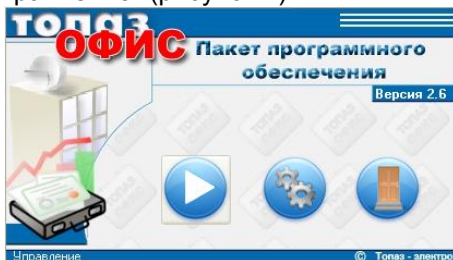 топаз
ОФИС
Пакет программного
обеспечения
Версия 2.6
Управление
© Топаз - электро